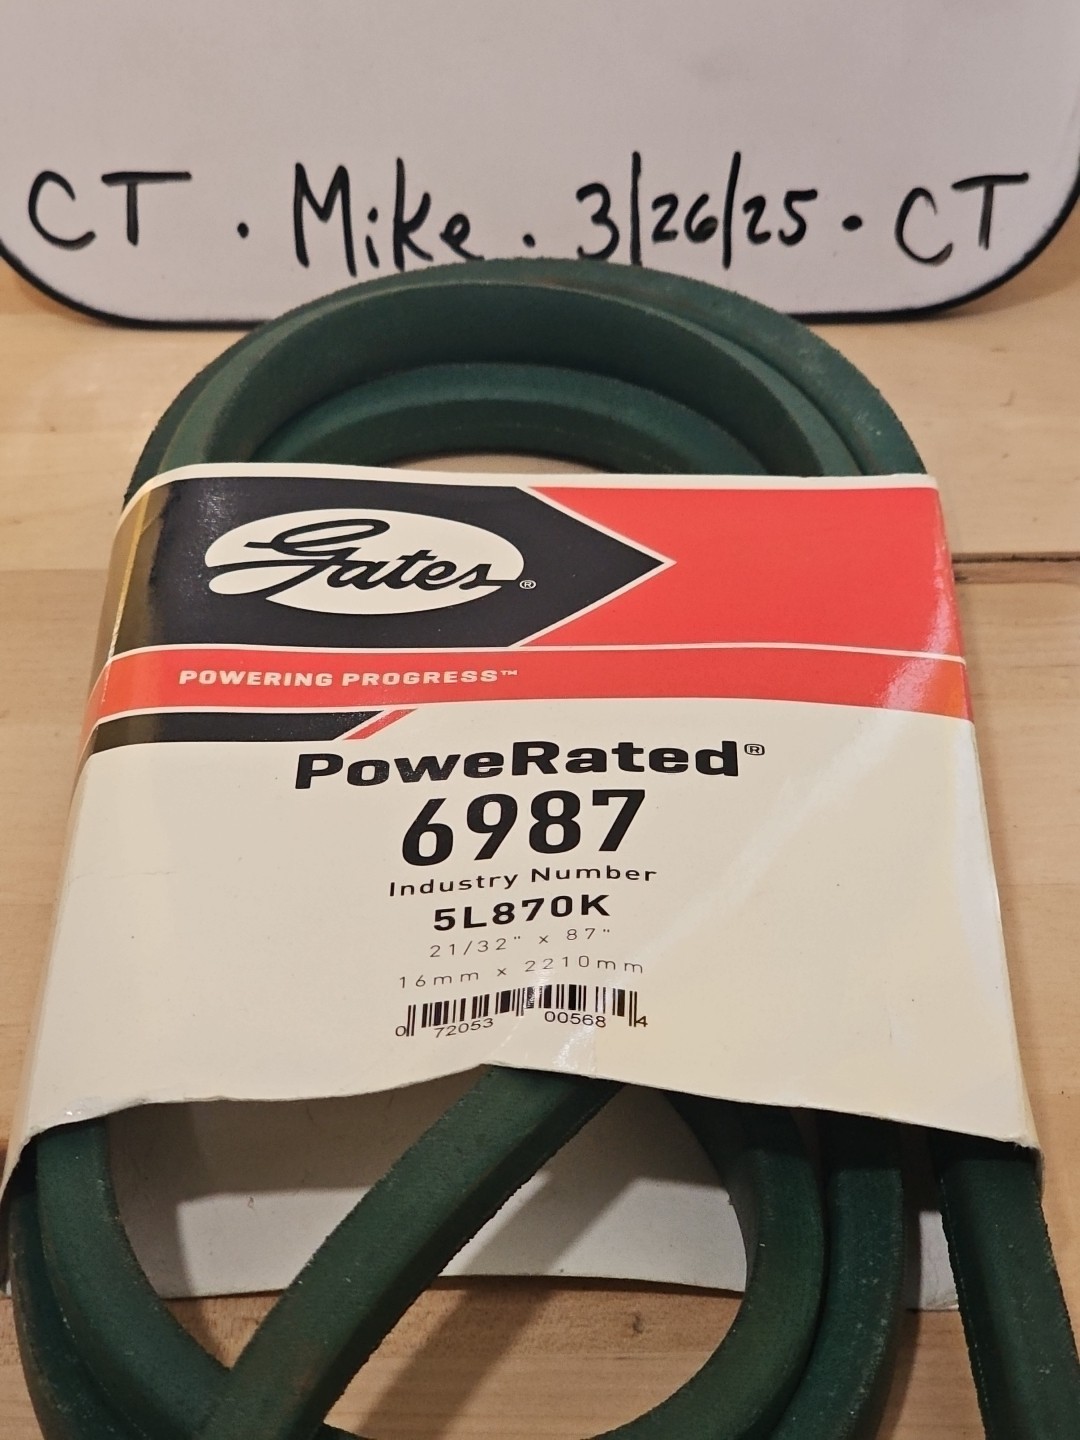 CT . Mike . 3/26/25 . CT
Gates®
POWERING PROGRESS™
PoweRated®
6987
Industry Number
5L870K
21/32" x 87"
16mm x 2210mm
0 72053 00568 4